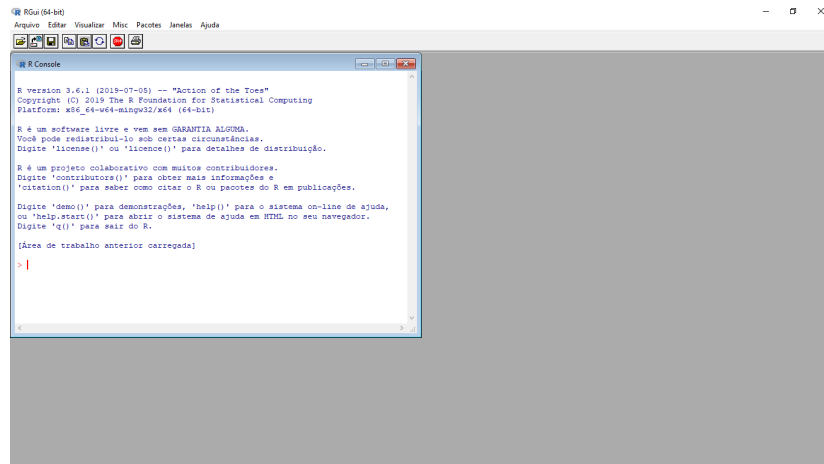 RGui (64-bit)
Arquivo Editar Visualizar Misc Pacotes Janelas Ajuda
R Console
R version 3.6.1 (2019-07-05) -- "Action of the Toes"
Copyright (C) 2019 The R Foundation for Statistical Computing
Platform: x86_64-w64-mingw32/x64 (64-bit)
R é um software livre e vem sem GARANTIA ALGUMA.
Você pode redistribuí-lo sob certas circunstâncias.
Digite 'license()' ou 'licence()' para detalhes de distribuição.
R é um projeto colaborativo com muitos contribuidores.
Digite 'contributors()' para obter mais informações e
'citation()' para saber como citar o R ou pacotes do R em publicações.
Digite 'demo()' para demonstrações, 'help()' para o sistema on-line de ajuda,
ou 'help.start()' para abrir o sistema de ajuda em HTML no seu navegador.
Digite 'q()' para sair do R.
[Área de trabalho anterior carregada]
>